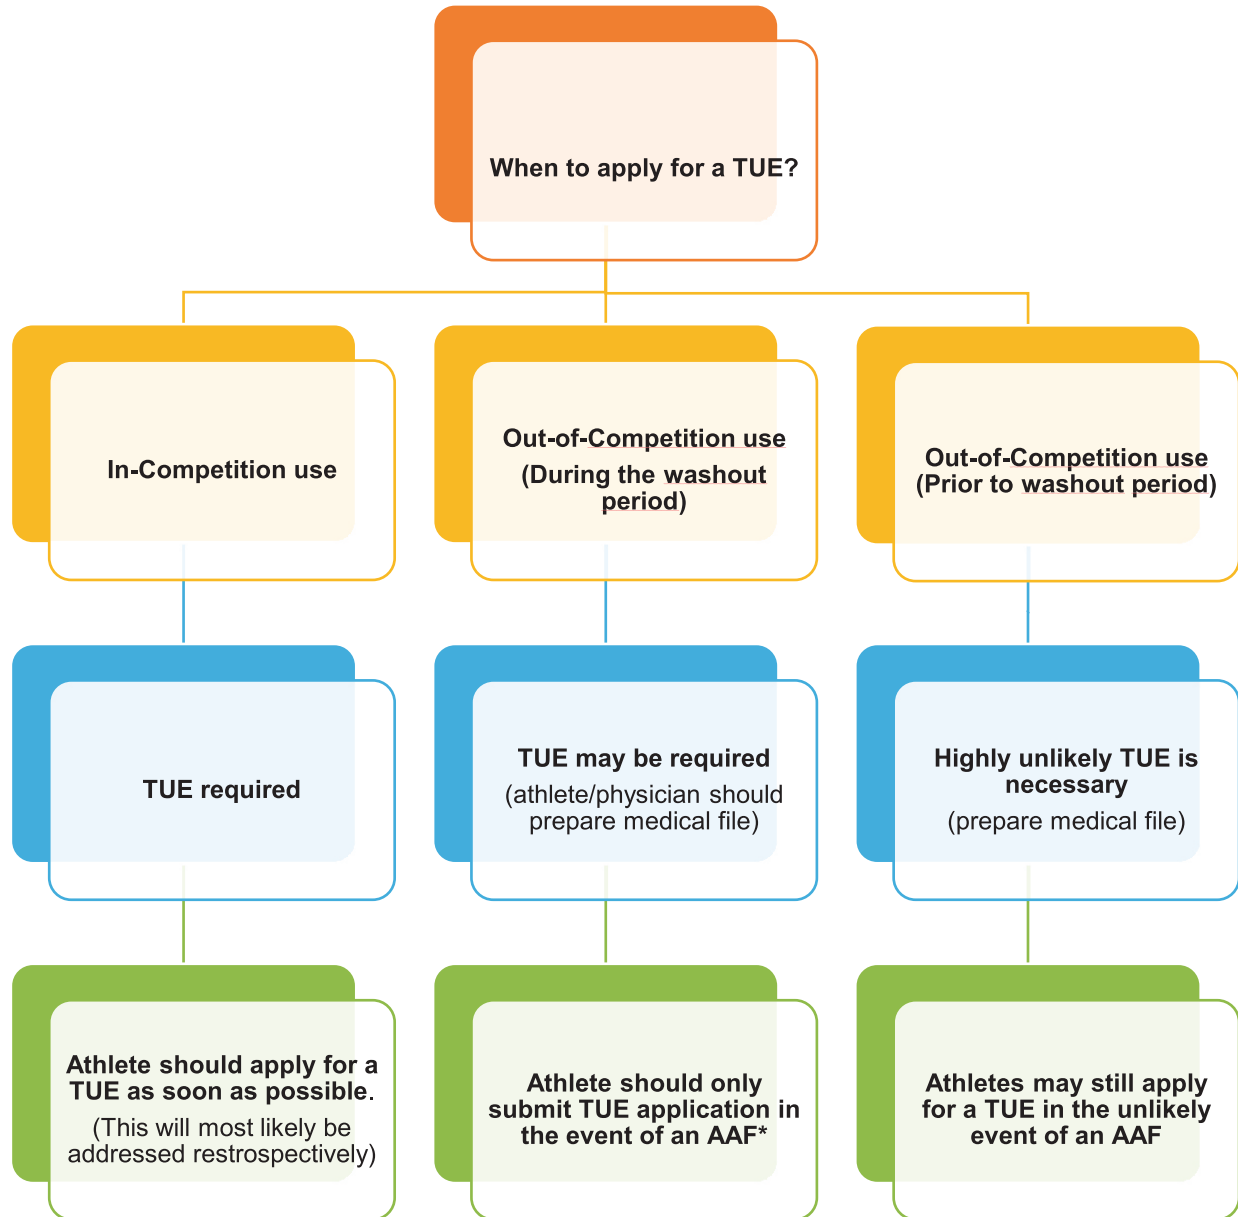 When to apply for a TUE?
In-Competition use
Out-of-Competition use
(During the washout
period)
Out-of-Competition use
(Prior to washout period)
TUE required
TUE may be required
(athlete/physician should
prepare medical file)
Highly unlikely TUE is
necessary
(prepare medical file)
Athlete should apply for a
TUE as soon as possible.
(This will most likely be
addressed restrospectively)
Athlete should only
submit TUE application in
the event of an AAF*
Athletes may still apply
for a TUE in the unlikely
event of an AAF